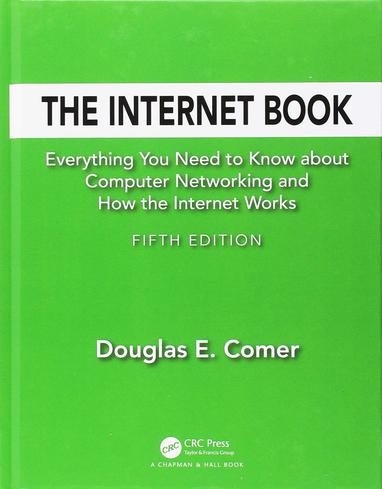 THE INTERNET BOOK
Everything You Need to Know about
Computer Networking and
How the Internet Works
FIFTH EDITION
Douglas E. Comer
CRC
CRC Press
Taylor & Francis Group
A CHAPMAN & HALL BOOK